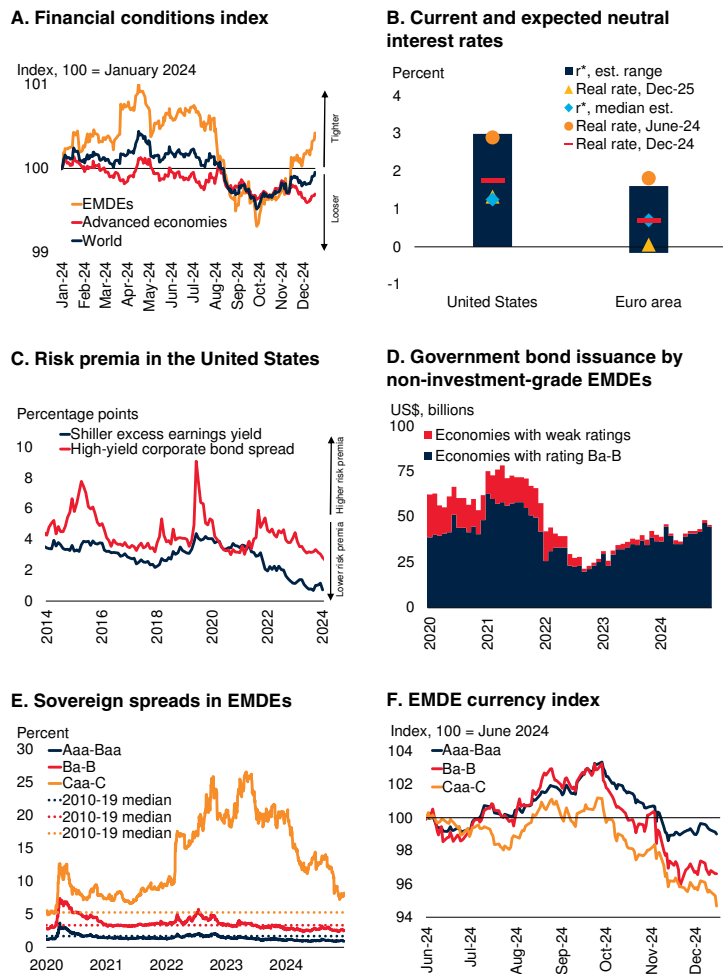 A. Financial conditions index
Index, 100 = January 2024
101
100
99
Tighter
Looser
EMDEs
Advanced economies
World
Jan-24
Feb-24
Mar-24
Apr-24
May-24
Jun-24
Jul-24
Aug-24
Sep-24
Oct-24
Nov-24
Dec-24
B. Current and expected neutral
interest rates
Percent
r*, est. range
Real rate, Dec-25
r*, median est.
Real rate, June-24
Real rate, Dec-24
4
3
2
1
0
-1
United States
Euro area
C. Risk premia in the United States
Percentage points
Shiller excess earnings yield
High-yield corporate bond spread
10
8
6
4
2
0
Higher risk premia
Lower risk premia
2014
2016
2018
2020
2022
2024
D. Government bond issuance by
non-investment-grade EMDEs
US$, billions
100
75
50
25
0
Economies with weak ratings
Economies with rating Ba-B
2020
2021
2022
2023
2024
E. Sovereign spreads in EMDEs
Percent
30
25
20
15
10
5
0
Aaa-Baa
Ba-B
Caa-C
2010-19 median
2010-19 median
2010-19 median
2020
2021
2022
2023
2024
F. EMDE currency index
Index, 100 = June 2024
104
102
100
98
96
94
Aaa-Baa
Ba-B
Caa-C
Jun-24
Jul-24
Aug-24
Sep-24
Oct-24
Nov-24
Dec-24